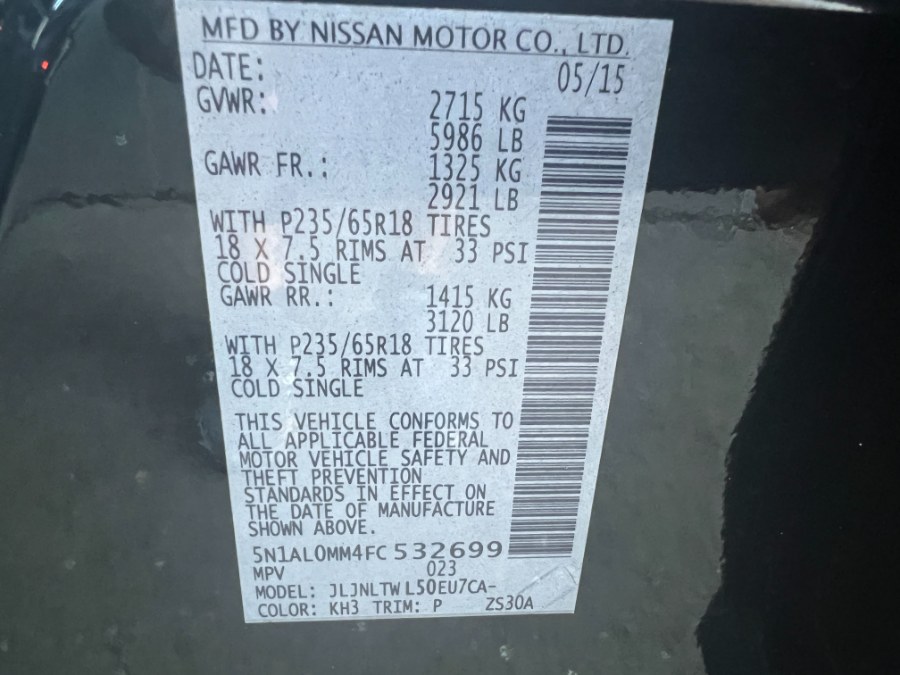 MFD BY NISSAN MOTOR CO., LTD.
DATE: 05/15
GVWR: 2715 KG
5986 LB
GAWR FR.: 1325 KG
2921 LB
WITH P235/65R18 TIRES
18 X 7.5 RIMS AT 33 PSI
COLD SINGLE
GAWR RR.: 1415 KG
3120 LB
WITH P235/65R18 TIRES
18 X 7.5 RIMS AT 33 PSI
COLD SINGLE
THIS VEHICLE CONFORMS TO
ALL APPLICABLE FEDERAL
MOTOR VEHICLE SAFETY AND
THEFT PREVENTION
STANDARDS IN EFFECT ON
THE DATE OF MANUFACTURE
SHOWN ABOVE.
5N1AL0MM4FC532699
MPV 023
MODEL: JLJNLTWL50EU7CA-
COLOR: KH3 TRIM: P ZS30A